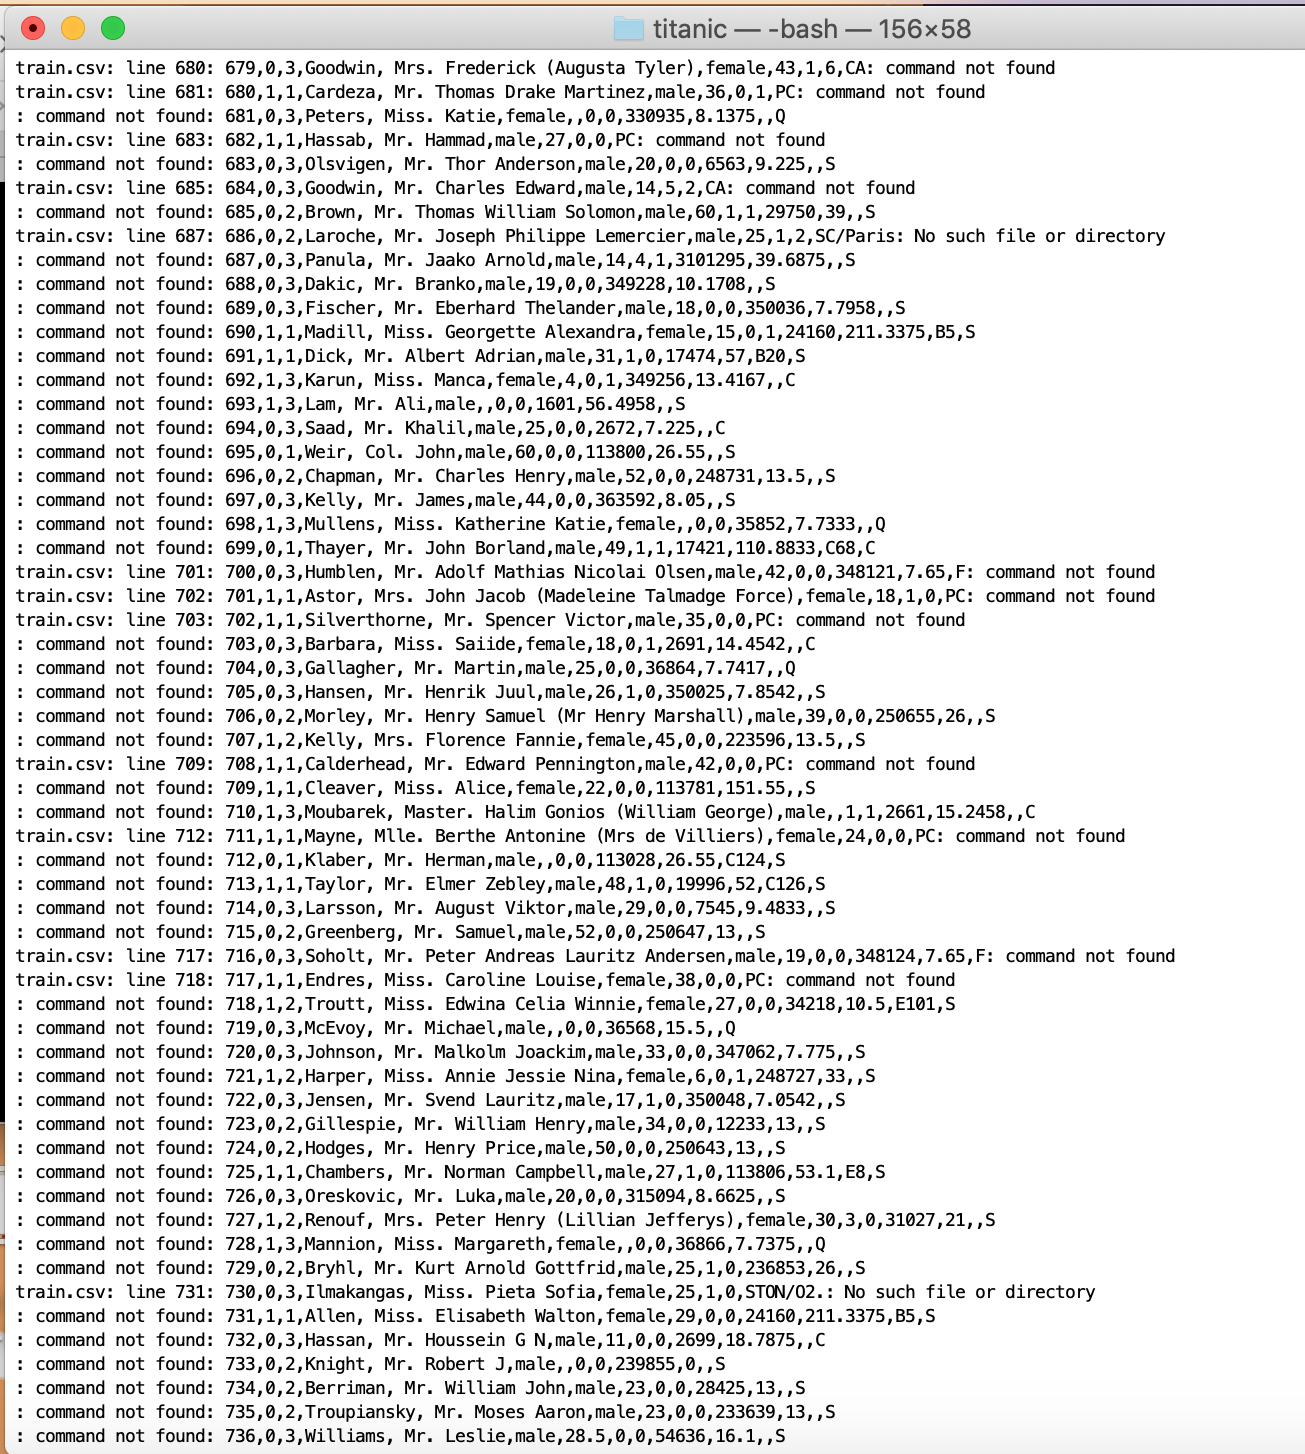 titanic — -bash — 156×58
train.csv: line 680: 679,0,3,Goodwin, Mrs. Frederick (Augusta Tyler),female,43,1,6,CA: command not found
train.csv: line 681: 680,1,1,Cardeza, Mr. Thomas Drake Martinez,male,36,0,1,PC: command not found
: command not found: 681,0,3,Peters, Miss. Katie,female,,0,0,330935,8.1375,,Q
train.csv: line 683: 682,1,1,Hassab, Mr. Hammad,male,27,0,0,PC: command not found
: command not found: 683,0,3,Olsvigen, Mr. Thor Anderson,male,20,0,0,6563,9.225,,S
train.csv: line 685: 684,0,3,Goodwin, Mr. Charles Edward,male,14,5,2,CA: command not found
: command not found: 685,0,2,Brown, Mr. Thomas William Solomon,male,60,1,1,29750,39,,S
train.csv: line 687: 686,0,2,Laroche, Mr. Joseph Philippe Lemercier,male,25,1,2,SC/Paris: No such file or directory
: command not found: 687,0,3,Panula, Mr. Jaako Arnold,male,14,4,1,3101295,39.6875,,S
: command not found: 688,0,3,Dakic, Mr. Branko,male,19,0,0,349228,10.1708,,S
: command not found: 689,0,3,Fischer, Mr. Eberhard Thelander,male,18,0,0,350036,7.7958,,S
: command not found: 690,1,1,Madill, Miss. Georgette Alexandra,female,15,0,1,24160,211.3375,B5,S
: command not found: 691,1,1,Dick, Mr. Albert Adrian,male,31,1,0,17474,57,B20,S
: command not found: 692,1,3,Karun, Miss. Manca,female,4,0,1,349256,13.4167,,C
: command not found: 693,1,3,Lam, Mr. Ali,male,,0,0,1601,56.4958,,S
: command not found: 694,0,3,Saad, Mr. Khalil,male,25,0,0,2672,7.225,,C
: command not found: 695,0,1,Weir, Col. John,male,60,0,0,113800,26.55,,S
: command not found: 696,0,2,Chapman, Mr. Charles Henry,male,52,0,0,248731,13.5,,S
: command not found: 697,0,3,Kelly, Mr. James,male,44,0,0,363592,8.05,,S
: command not found: 698,1,3,Mullens, Miss. Katherine Katie,female,,0,0,35852,7.7333,,Q
: command not found: 699,0,1,Thayer, Mr. John Borland,male,49,1,1,17421,110.8833,C68,C
train.csv: line 701: 700,0,3,Humblen, Mr. Adolf Mathias Nicolai Olsen,male,42,0,0,348121,7.65,F: command not found
train.csv: line 702: 701,1,1,Astor, Mrs. John Jacob (Madeleine Talmadge Force),female,18,1,0,PC: command not found
train.csv: line 703: 702,1,1,Silverthorne, Mr. Spencer Victor,male,35,0,0,PC: command not found
: command not found: 703,0,3,Barbara, Miss. Saiide,female,18,0,1,2691,14.4542,,C
: command not found: 704,0,3,Gallagher, Mr. Martin,male,25,0,0,36864,7.7417,,Q
: command not found: 705,0,3,Hansen, Mr. Henrik Juul,male,26,1,0,350025,7.8542,,S
: command not found: 706,0,2,Morley, Mr. Henry Samuel (Mr Henry Marshall),male,39,0,0,250655,26,,S
: command not found: 707,1,2,Kelly, Mrs. Florence Fannie,female,45,0,0,223596,13.5,,S
train.csv: line 709: 708,1,1,Calderhead, Mr. Edward Pennington,male,42,0,0,PC: command not found
: command not found: 709,1,1,Cleaver, Miss. Alice,female,22,0,0,113781,151.55,,S
: command not found: 710,1,3,Moubarek, Master. Halim Gonios (William George),male,,1,1,2661,15.2458,,C
train.csv: line 712: 711,1,1,Mayne, Mlle. Berthe Antonine (Mrs de Villiers),female,24,0,0,PC: command not found
: command not found: 712,0,1,Klaber, Mr. Herman,male,,0,0,113028,26.55,C124,S
: command not found: 713,1,1,Taylor, Mr. Elmer Zebley,male,48,1,0,19996,52,C126,S
: command not found: 714,0,3,Larsson, Mr. August Viktor,male,29,0,0,7545,9.4833,,S
: command not found: 715,0,2,Greenberg, Mr. Samuel,male,52,0,0,250647,13,,S
train.csv: line 717: 716,0,3,Soholt, Mr. Peter Andreas Lauritz Andersen,male,19,0,0,348124,7.65,F: command not found
train.csv: line 718: 717,1,1,Endres, Miss. Caroline Louise,female,38,0,0,PC: command not found
: command not found: 718,1,2,Troutt, Miss. Edwina Celia Winnie,female,27,0,0,34218,10.5,E101,S
: command not found: 719,0,3,McEvoy, Mr. Michael,male,,0,0,36568,15.5,,Q
: command not found: 720,0,3,Johnson, Mr. Malkolm Joackim,male,33,0,0,347062,7.775,,S
: command not found: 721,1,2,Harper, Miss. Annie Jessie Nina,female,6,0,1,248727,33,,S
: command not found: 722,0,3,Jensen, Mr. Svend Lauritz,male,17,1,0,350048,7.0542,,S
: command not found: 723,0,2,Gillespie, Mr. William Henry,male,34,0,0,12233,13,,S
: command not found: 724,0,2,Hodges, Mr. Henry Price,male,50,0,0,250643,13,,S
: command not found: 725,1,1,Chambers, Mr. Norman Campbell,male,27,1,0,113806,53.1,E8,S
: command not found: 726,0,3,Oreskovic, Mr. Luka,male,20,0,0,315094,8.6625,,S
: command not found: 727,1,2,Renouf, Mrs. Peter Henry (Lillian Jefferys),female,30,3,0,31027,21,,S
: command not found: 728,1,3,Mannion, Miss. Margareth,female,,0,0,36866,7.7375,,Q
: command not found: 729,0,2,Bryhl, Mr. Kurt Arnold Gottfrid,male,25,1,0,236853,26,,S
train.csv: line 731: 730,0,3,Ilmakangas, Miss. Pieta Sofia,female,25,1,0,STON/O2.: No such file or directory
: command not found: 731,1,1,Allen, Miss. Elisabeth Walton,female,29,0,0,24160,211.3375,B5,S
: command not found: 732,0,3,Hassan, Mr. Houssein G N,male,11,0,0,2699,18.7875,,C
: command not found: 733,0,2,Knight, Mr. Robert J,male,,0,0,239855,0,,S
: command not found: 734,0,2,Berriman, Mr. William John,male,23,0,0,28425,13,,S
: command not found: 735,0,2,Troupiansky, Mr. Moses Aaron,male,23,0,0,233639,13,,S
: command not found: 736,0,3,Williams, Mr. Leslie,male,28.5,0,0,54636,16.1,,S